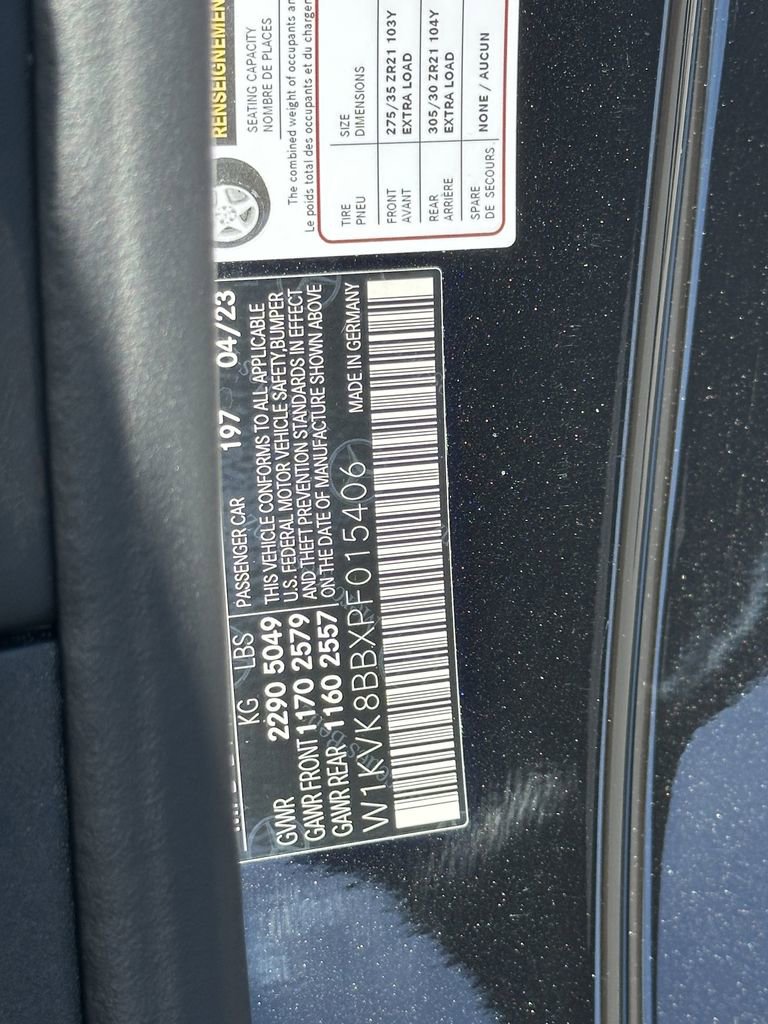 RENSEIGNEMEN
SEATING CAPACITY
NOMBRE DE PLACES
The combined weight of occupants an
Le poids total des occupants et du charge
TIRE SIZE
PNEU DIMENSIONS
FRONT 275/35 ZR21 103Y
AVANT EXTRA LOAD
REAR 305/30 ZR21 104Y
ARRIÈRE EXTRA LOAD
SPARE NONE / AUCUN
DE SECOURS
197 04/23
KG LBS PASSENGER CAR
GVWR 2290 5049
GAWR FRONT 1170 2579
GAWR REAR 1160 2557
THIS VEHICLE CONFORMS TO ALL APPLICABLE
U.S. FEDERAL MOTOR VEHICLE SAFETY,BUMPER
AND THEFT PREVENTION STANDARDS IN EFFECT
ON THE DATE OF MANUFACTURE SHOWN ABOVE
W1KVK8BBXPF015406 MADE IN GERMANY